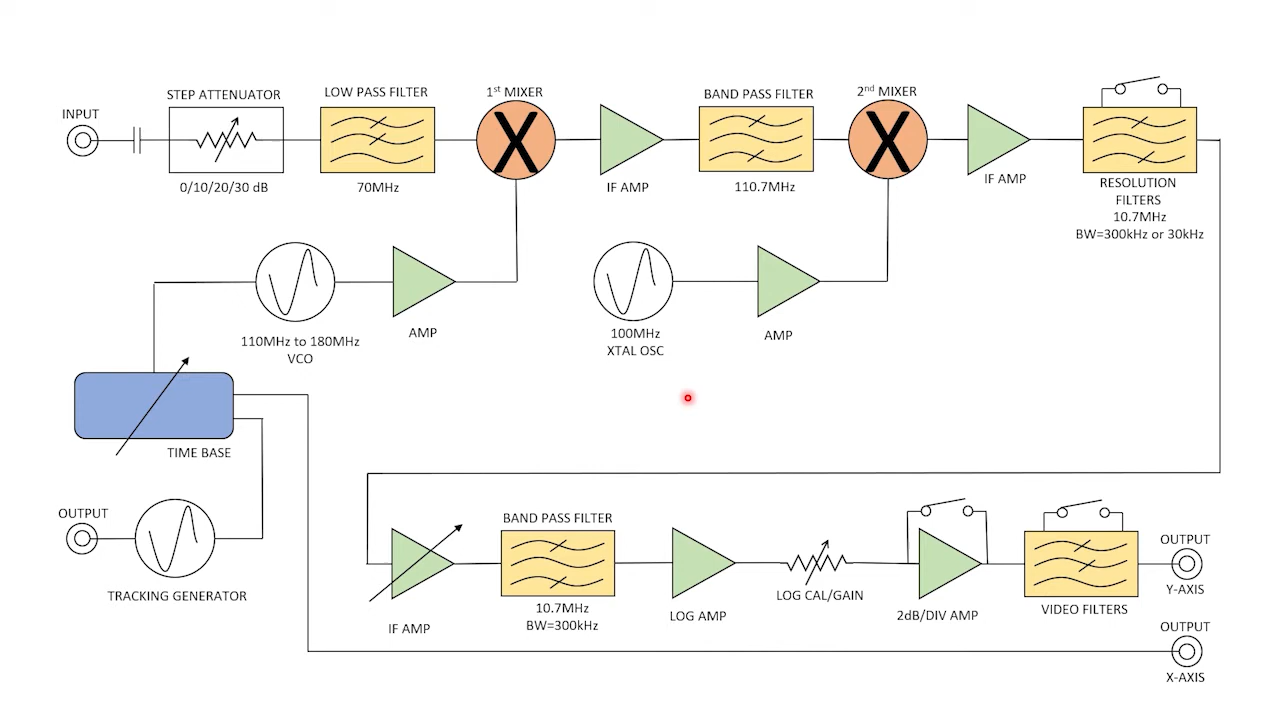 INPUT
STEP ATTENUATOR
0/10/20/30 dB
LOW PASS FILTER
70MHz
1st MIXER
X
IF AMP
BAND PASS FILTER
110.7MHz
2nd MIXER
X
IF AMP
RESOLUTION
FILTERS
10.7MHz
BW=300kHz or 30kHz
110MHz to 180MHz
VCO
AMP
100MHz
XTAL OSC
AMP
TIME BASE
OUTPUT
TRACKING GENERATOR
IF AMP
BAND PASS FILTER
10.7MHz
BW=300kHz
LOG AMP
LOG CAL/GAIN
2dB/DIV AMP
VIDEO FILTERS
OUTPUT
Y-AXIS
OUTPUT
X-AXIS